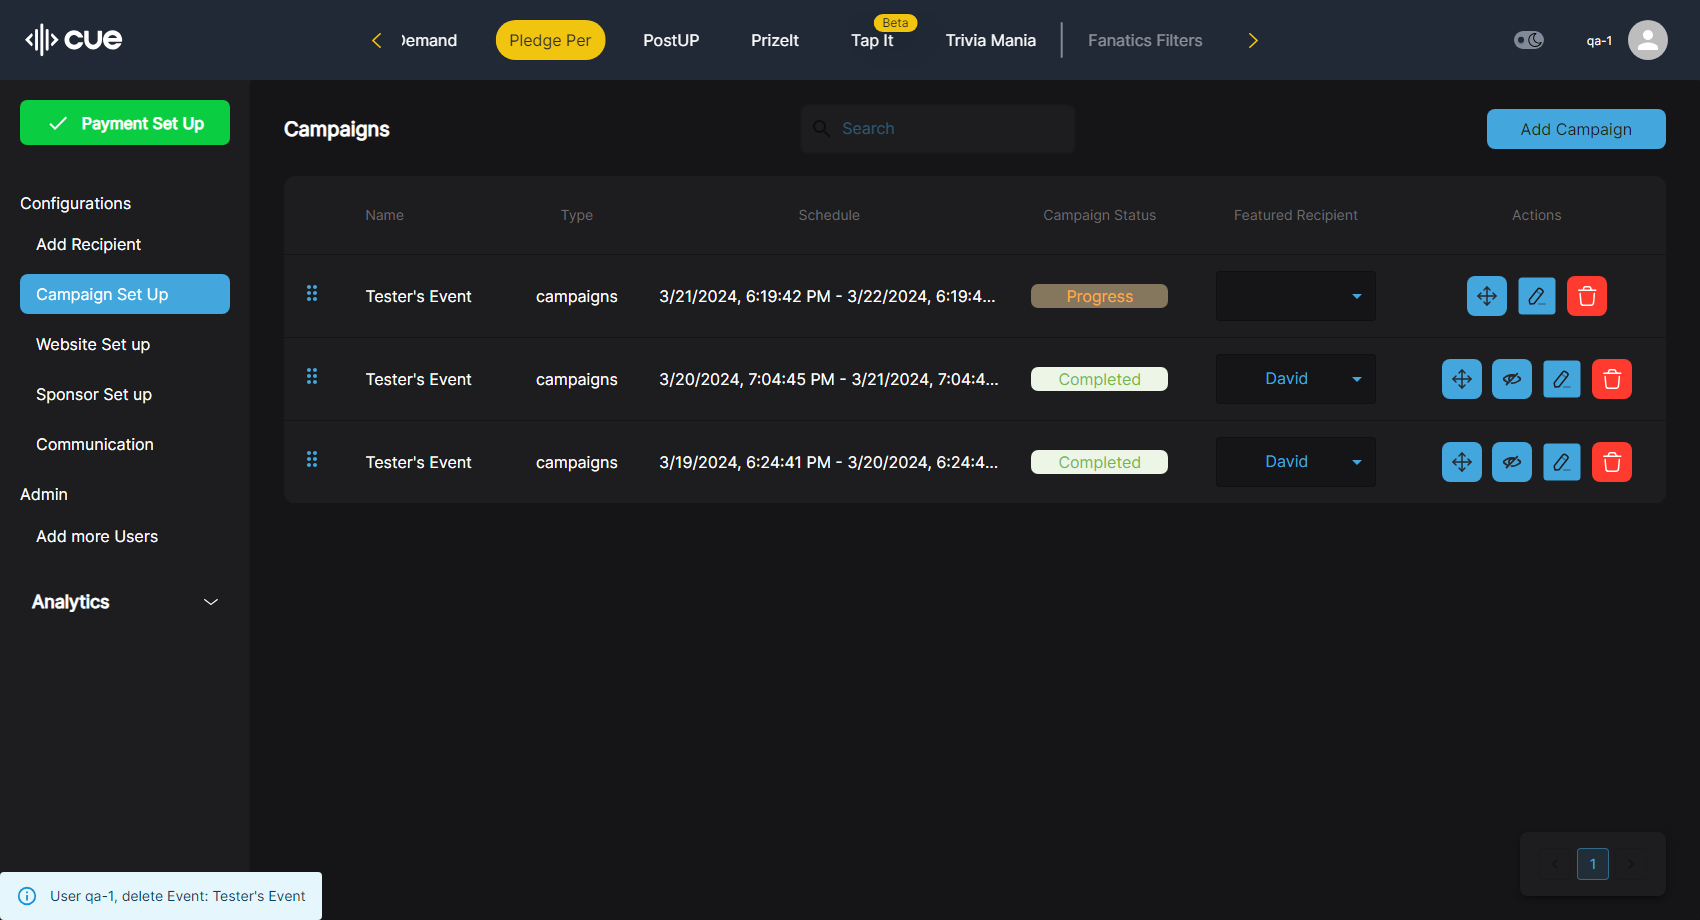 cue
Demand
Pledge Per
PostUP
PrizeIt
Beta
Tap It
Trivia Mania
Fanatics Filters
qa-1
Payment Set Up
Configurations
Add Recipient
Campaign Set Up
Website Set up
Sponsor Set up
Communication
Admin
Add more Users
Analytics
Campaigns
Search
Add Campaign
Name Type Schedule Campaign Status Featured Recipient Actions
Tester's Event campaigns 3/21/2024, 6:19:42 PM - 3/22/2024, 6:19:4... Progress
Tester's Event campaigns 3/20/2024, 7:04:45 PM - 3/21/2024, 7:04:4... Completed David
Tester's Event campaigns 3/19/2024, 6:24:41 PM - 3/20/2024, 6:24:4... Completed David
1
User qa-1, delete Event: Tester's Event